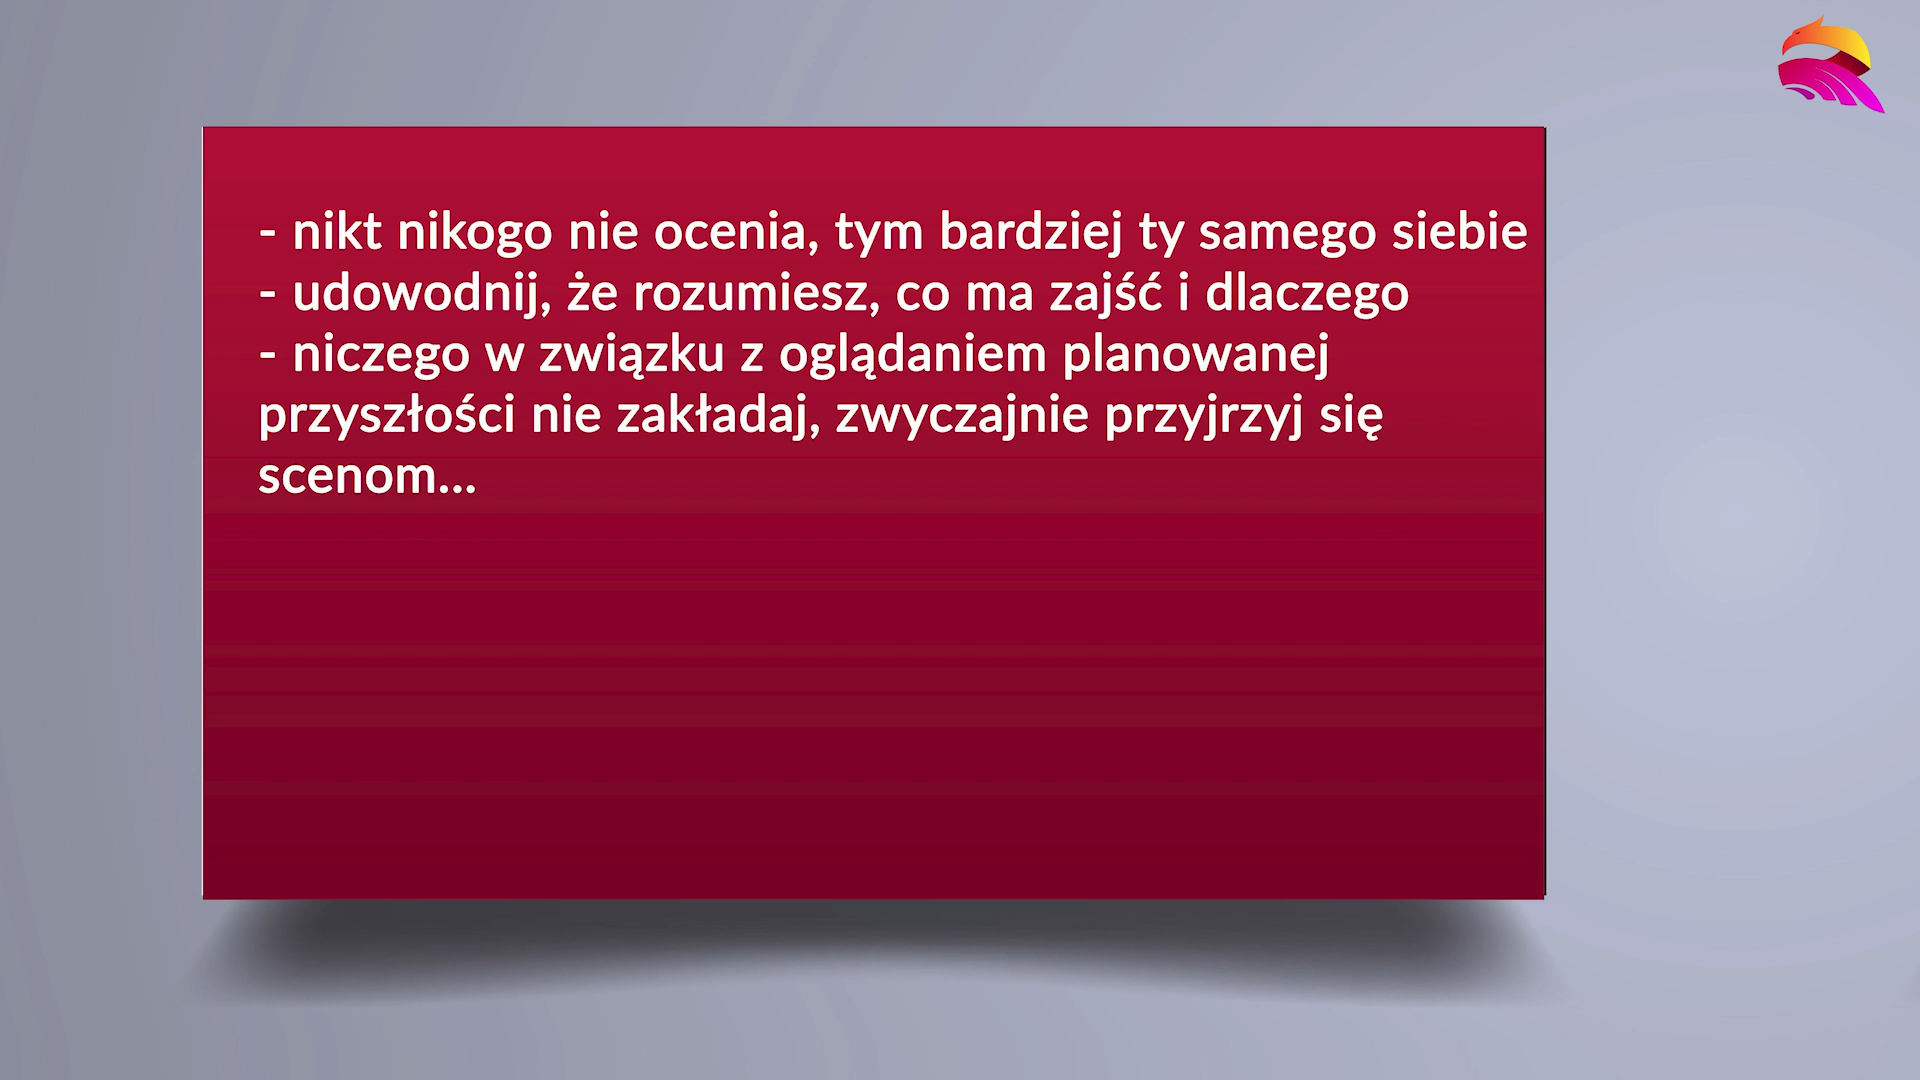 - nikt nikogo nie ocenia, tym bardziej ty samego siebie
- udowodnij, że rozumiesz, co ma zajść i dlaczego
- niczego w związku z oglądaniem planowanej
przyszłości nie zakładaj, zwyczajnie przyjrzyj się
scenom...